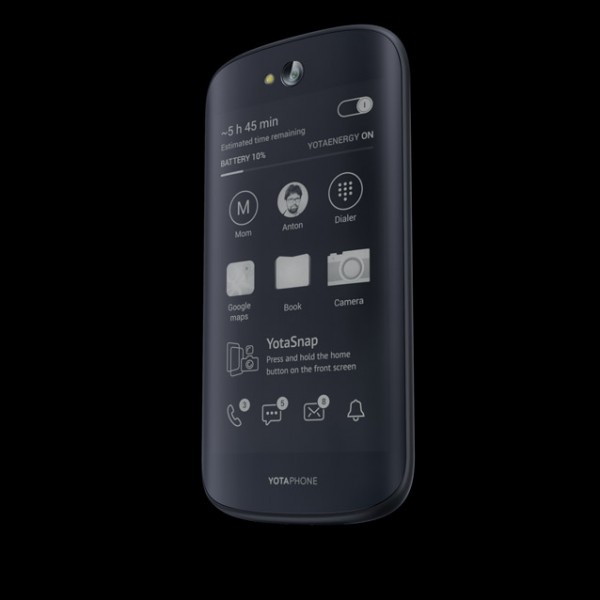 ~5 h 45 min
Estimated time remaining
YOTAENERGY ON
BATTERY 10%
M
Mom
Anton
Dialer
Google maps
Book
Camera
YotaSnap
Press and hold the home
button on the front screen
3
5
8
YOTAPHONE